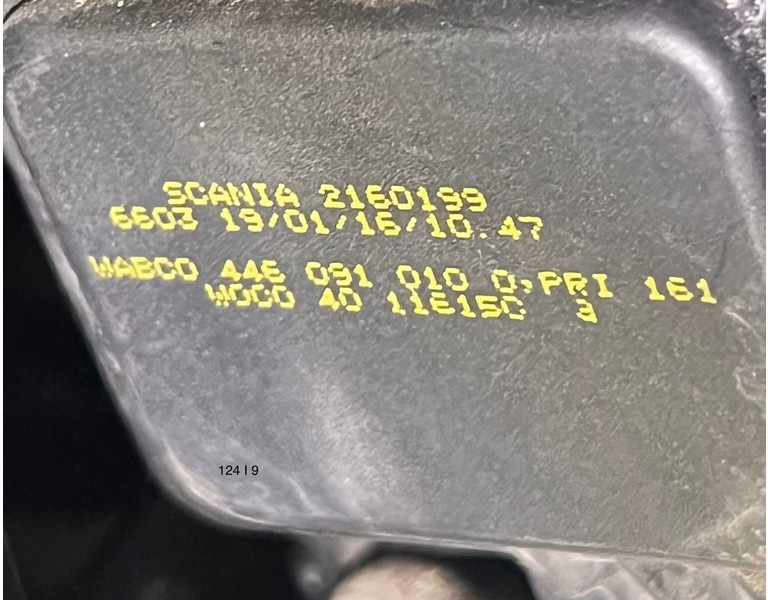 SCANIA 2160199
6603 19/01/16/10.47
WABCO 446 091 010 0,PRI 161
WOCO 40 116150 3
124 I 9